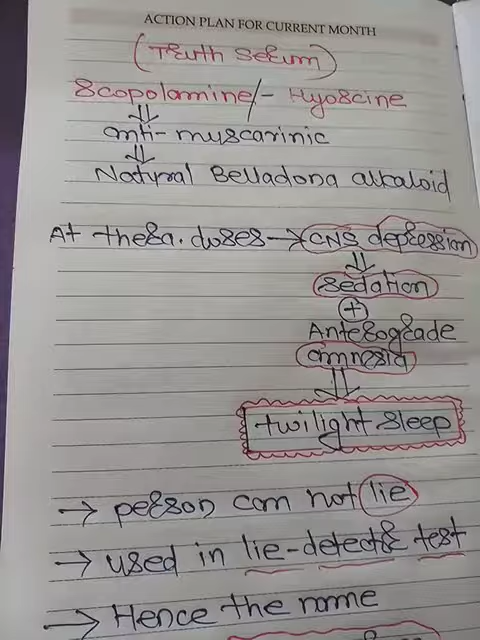 ACTION PLAN FOR CURRENT MONTH
(Truth Serum)
Scopolamine/- Hyoscine
anti-muscarinic
Natural Belladona alkaloid
At thera. doses → CNS depression
Sedation
+
Anterograde
amnesia
twilight sleep
→ person can not lie
→ used in lie-detectr test
→ Hence the name